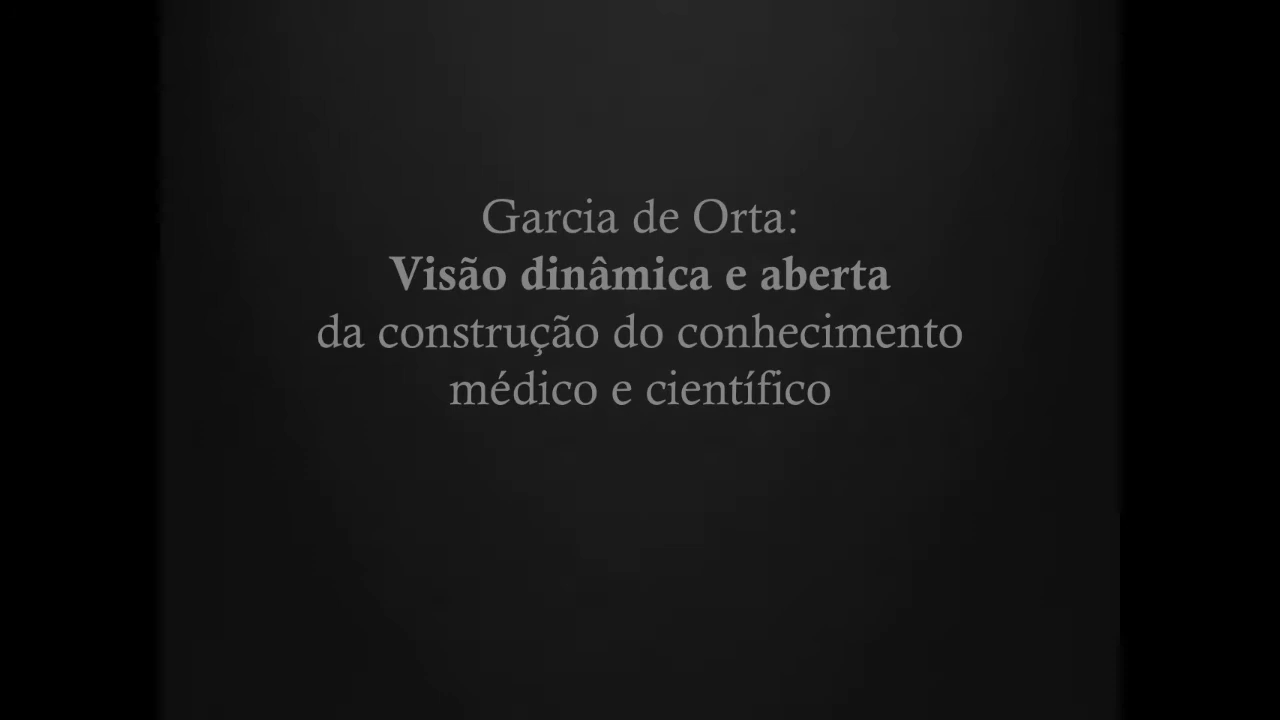 Garcia de Orta:
Visão dinâmica e aberta
da construção do conhecimento
médico e científico